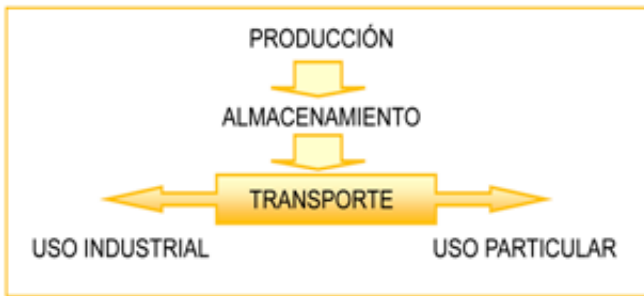 PRODUCCIÓN
ALMACENAMIENTO
TRANSPORTE
USO INDUSTRIAL
USO PARTICULAR